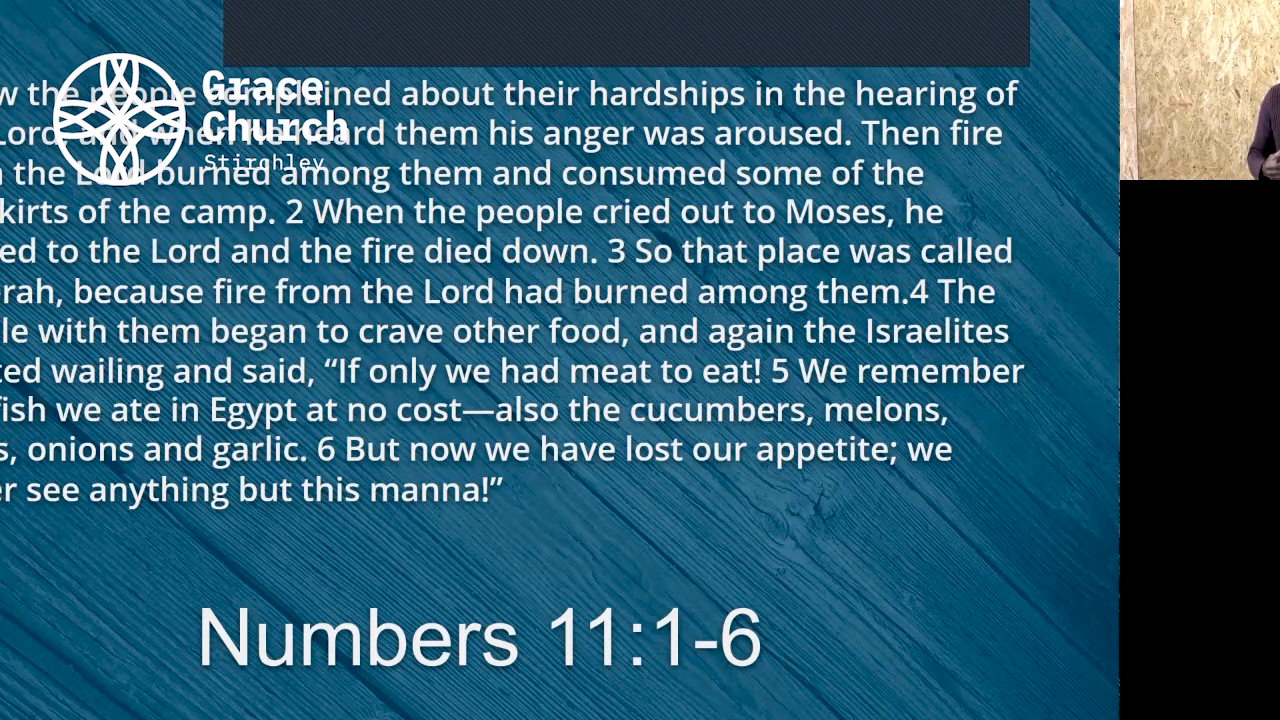 Grace
Church
Stirchley
w the people complained about their hardships in the hearing of
Lord, and when he heard them his anger was aroused. Then fire
the Lord burned among them and consumed some of the
kirts of the camp. 2 When the people cried out to Moses, he
ed to the Lord and the fire died down. 3 So that place was called
rah, because fire from the Lord had burned among them.4 The
le with them began to crave other food, and again the Israelites
ted wailing and said, “If only we had meat to eat! 5 We remember
fish we ate in Egypt at no cost—also the cucumbers, melons,
s, onions and garlic. 6 But now we have lost our appetite; we
er see anything but this manna!”
Numbers 11:1-6